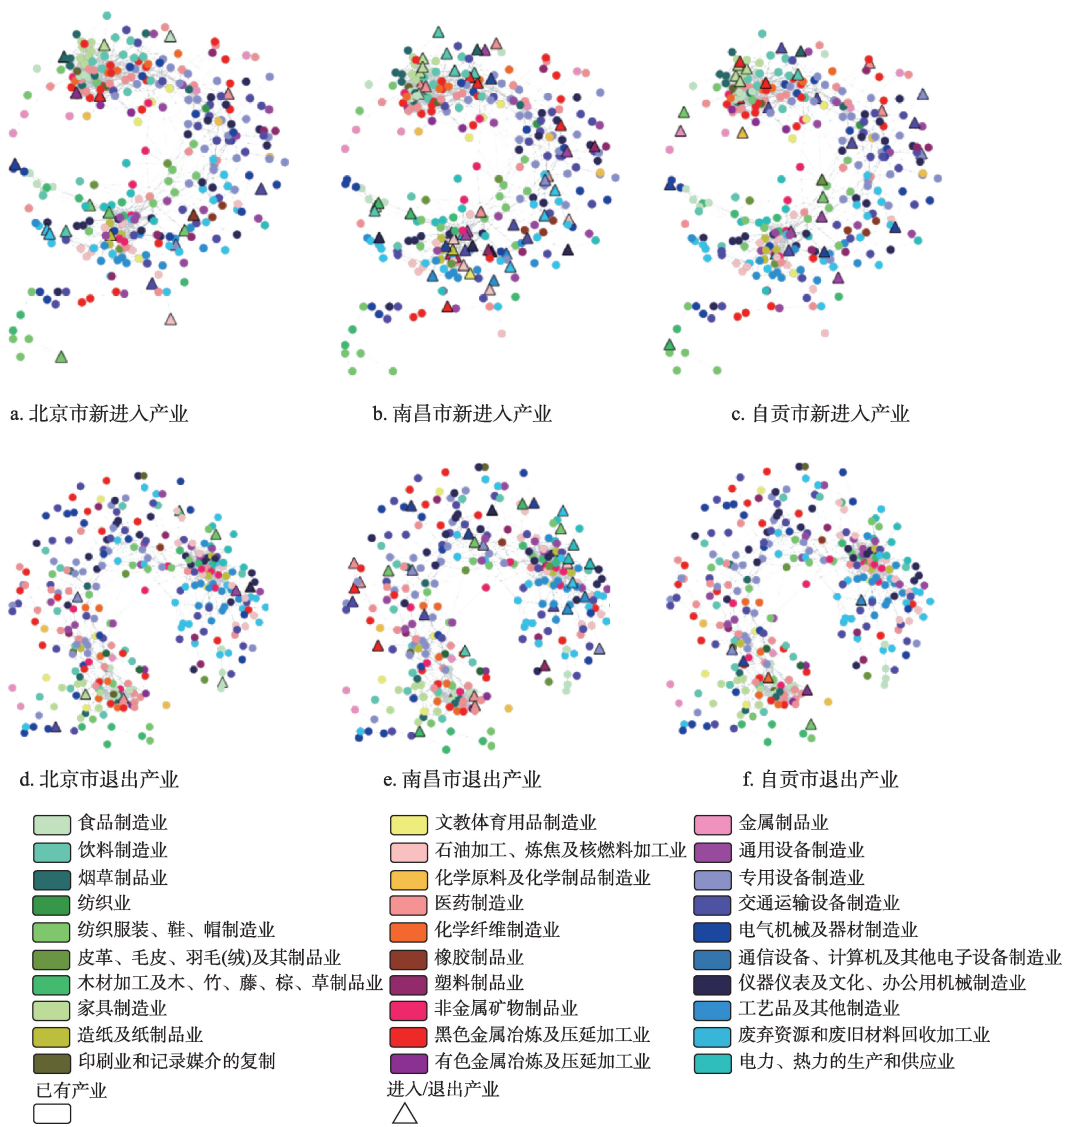 a. 北京市新进入产业 b. 南昌市新进入产业 c. 自贡市新进入产业
d. 北京市退出产业 e. 南昌市退出产业 f. 自贡市退出产业
食品制造业 文教体育用品制造业 金属制品业
饮料制造业 石油加工、炼焦及核燃料加工业 通用设备制造业
烟草制品业 化学原料及化学制品制造业 专用设备制造业
纺织业 医药制造业 交通运输设备制造业
纺织服装、鞋、帽制造业 化学纤维制造业 电气机械及器材制造业
皮革、毛皮、羽毛(绒)及其制品业 橡胶制品业 通信设备、计算机及其他电子设备制造业
木材加工及木、竹、藤、棕、草制品业 塑料制品业 仪器仪表及文化、办公用机械制造业
家具制造业 非金属矿物制品业 工艺品及其他制造业
造纸及纸制品业 黑色金属冶炼及压延加工业 废弃资源和废旧材料回收加工业
印刷业和记录媒介的复制 有色金属冶炼及压延加工业 电力、热力的生产和供应业
已有产业 进入/退出产业